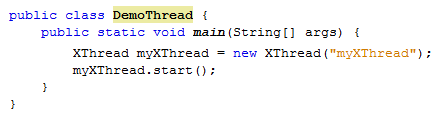 public class DemoThread {
    public static void main(String[] args) {
        XThread myXThread = new XThread("myXThread");
        myXThread.start();
    }
}